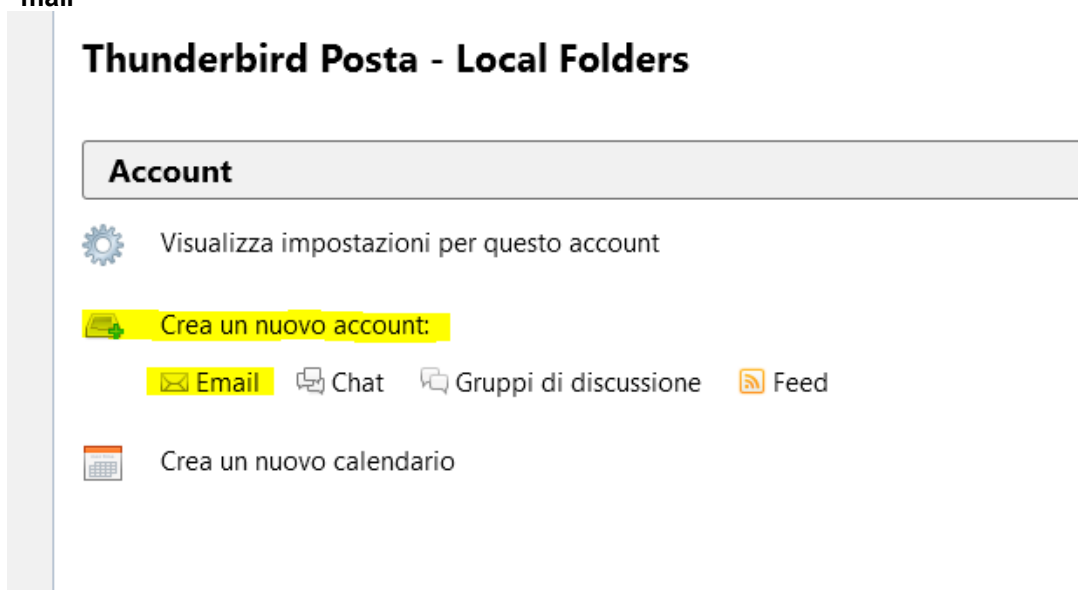 mail
Thunderbird Posta - Local Folders
Account
Visualizza impostazioni per questo account
Crea un nuovo account:
Email Chat Gruppi di discussione Feed
Crea un nuovo calendario